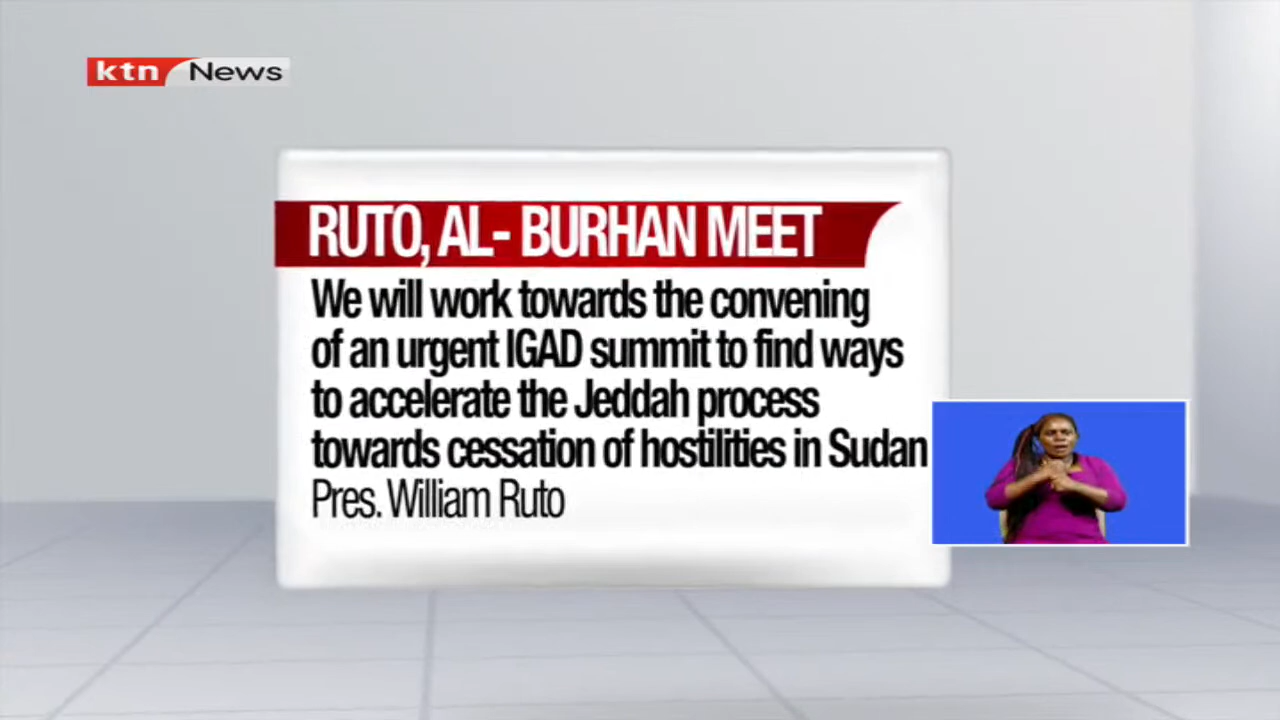 ktn News
RUTO, AL- BURHAN MEET
We will work towards the convening
of an urgent IGAD summit to find ways
to accelerate the Jeddah process
towards cessation of hostilities in Sudan
Pres. William Ruto